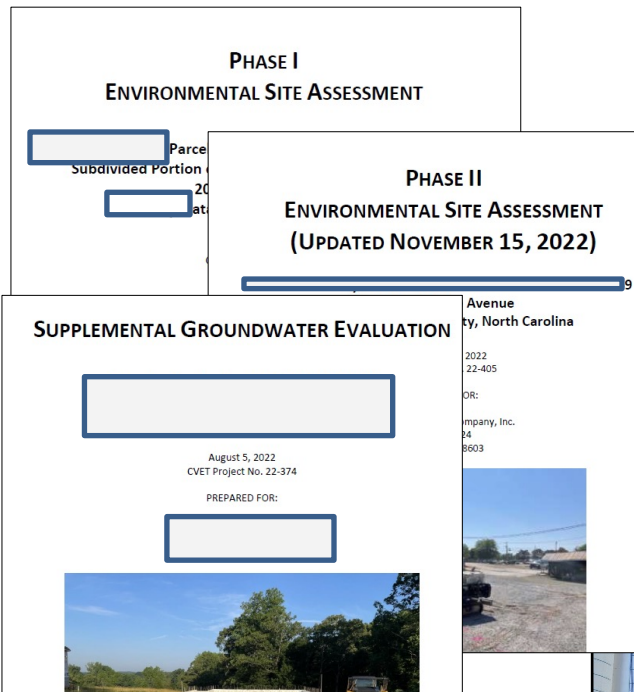 PHASE I
ENVIRONMENTAL SITE ASSESSMENT
Parce
Subdivided Portion
20
ata
PHASE II
ENVIRONMENTAL SITE ASSESSMENT
(UPDATED NOVEMBER 15, 2022)
9
Avenue
ty, North Carolina
2022
22-405
OR:
mpany, Inc.
24
8603
SUPPLEMENTAL GROUNDWATER EVALUATION
August 5, 2022
CVET Project No. 22-374
PREPARED FOR: